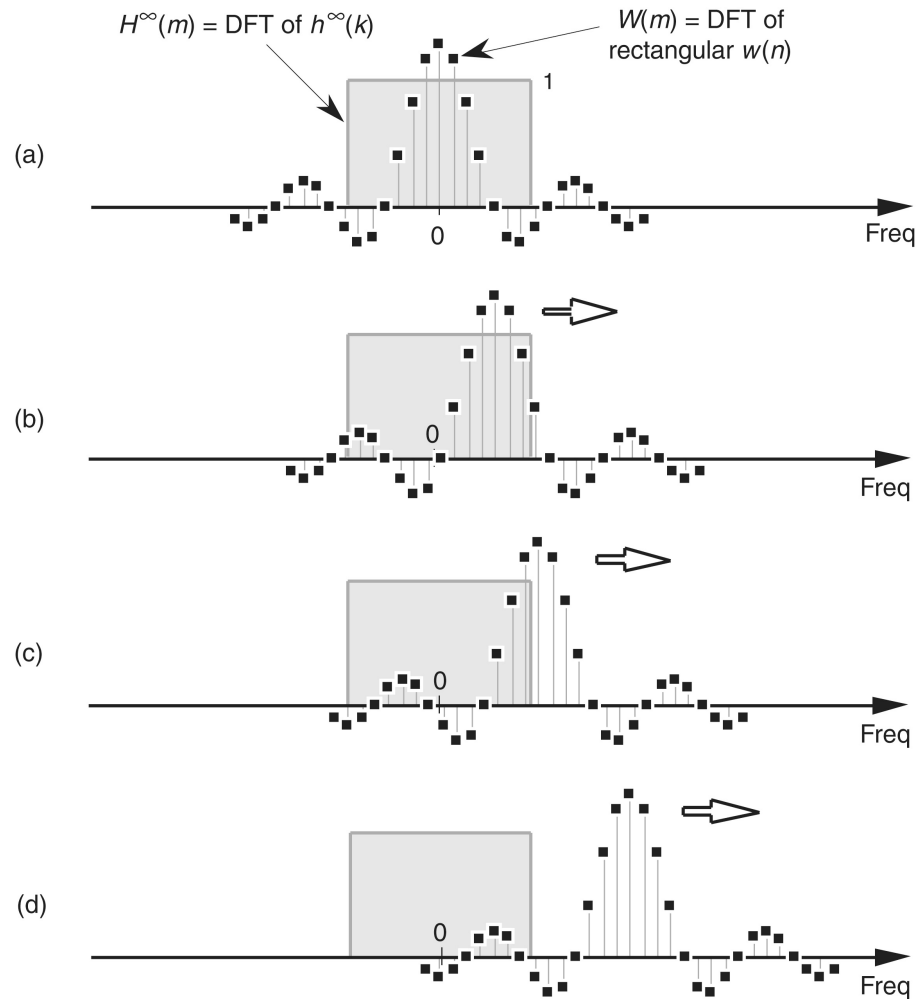 H∞(m) = DFT of h∞(k)
W(m) = DFT of
rectangular w(n)
1
(a)
0
Freq
(b)
0
Freq
(c)
0
Freq
(d)
0
Freq